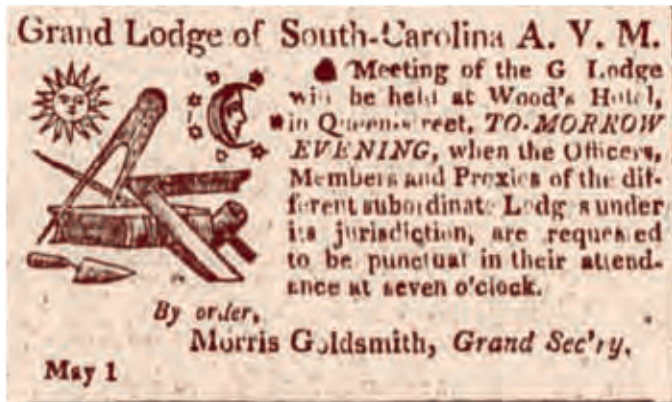 Grand Lodge of South-Carolina A. Y. M.
A Meeting of the G Lodge
will be held at Wood's Hotel,
in Queen-street, TO-MORROW
EVENING, when the Officers,
Members and Proxies of the dif-
ferent subordinate Lodges under
its jurisdiction, are requested
to be punctual in their attend-
ance at seven o'clock.
By order,
Morris Goldsmith, Grand Sec'ry.
May 1